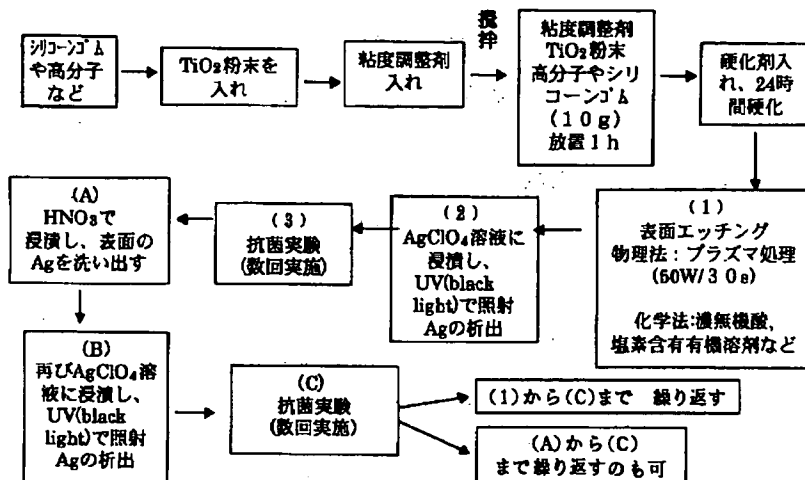 ｼﾘｺｰﾝｺﾞﾑ
や高分子
など
TiO₂粉末を
入れ
粘度調整剤
入れ
攪拌
粘度調整剤
TiO₂粉末
高分子やシリ
コーンｺﾞﾑ
(10g)
放置1h
硬化剤入
れ、24時
間硬化
(1)
表面エッチング
物理法：プラズマ処理
(50W/30s)
化学法:濃無機酸,
塩素含有有機溶剤など
(2)
AgClO₄溶液に
浸漬し、
UV(black
light)で照射
Agの析出
(3)
抗菌実験
(数回実施)
(A)
HNO₃で
浸漬し、表面の
Agを洗い出す
(B)
再びAgClO₄溶
液に浸漬し、
UV(black
light)で照射
Agの析出
(C)
抗菌実験
(数回実施)
(1)から(C)まで 繰り返す
(A)から(C)
まで繰り返すのも可